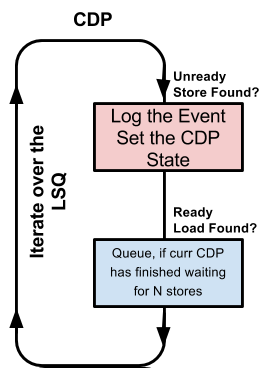 CDP
Unready
Store Found?
Log the Event
Set the CDP
State
Iterate over the
LSQ
Ready
Load Found?
Queue, if curr CDP
has finished waiting
for N stores